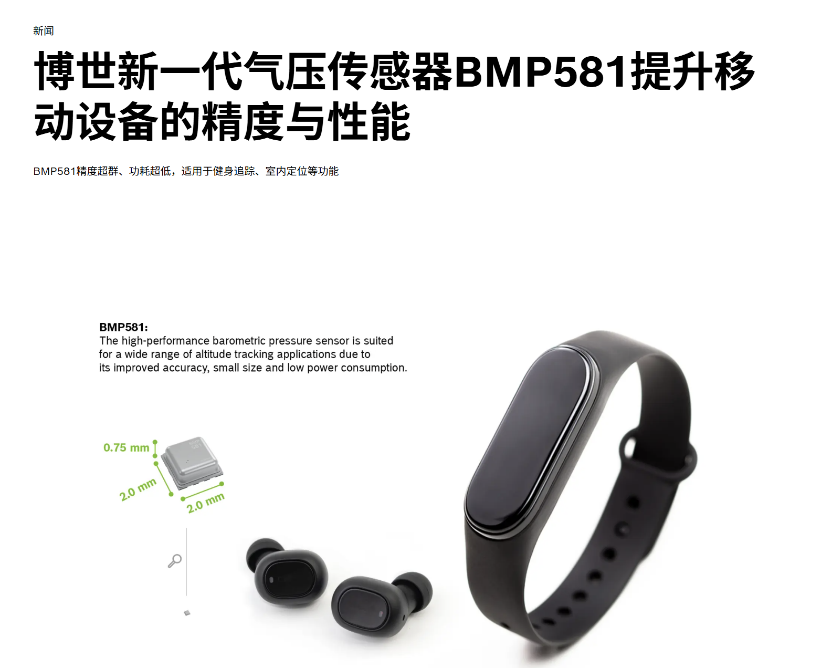 新闻
博世新一代气压传感器BMP581提升移
动设备的精度与性能
BMP581精度超群、功耗超低，适用于健身追踪、室内定位等功能
BMP581:
The high-performance barometric pressure sensor is suited
for a wide range of altitude tracking applications due to
its improved accuracy, small size and low power consumption.
0.75 mm
2.0 mm
2.0 mm